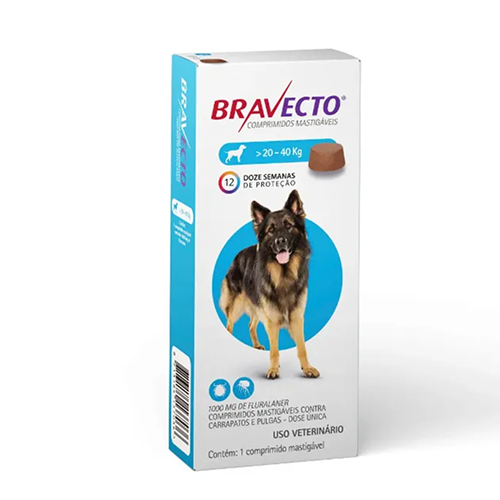 BRAVECTO®
COMPRIMIDOS MASTIGÁVEIS
>20 - 40 Kg
12
DOZE SEMANAS
DE PROTEÇÃO
1000 MG DE FLURALANER
COMPRIMIDOS MASTIGÁVEIS CONTRA
CARRAPATOS E PULGAS - DOSE ÚNICA
USO VETERINÁRIO
Contém: 1 comprimido mastigável
BRAVECTO